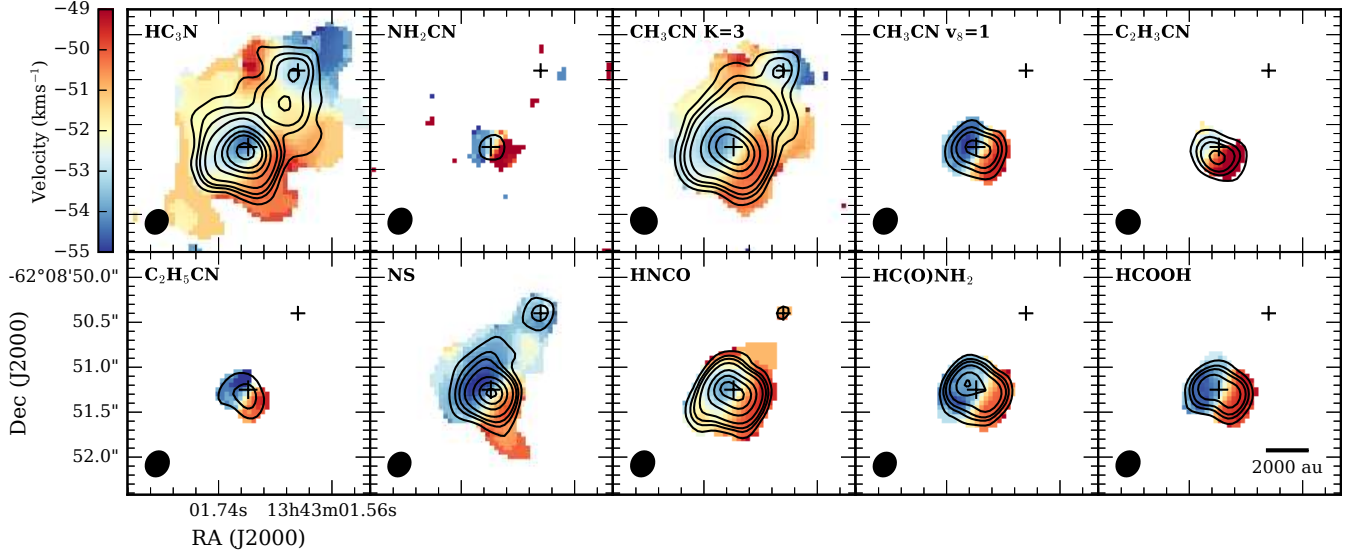 −49
−50
−51
−52
−53
−54
−55
Velocity (kms⁻¹)
HC₃N
NH₂CN
CH₃CN K=3
CH₃CN v₈=1
C₂H₃CN
C₂H₅CN
NS
HNCO
HC(O)NH₂
HCOOH
-62°08'50.0"
50.5"
51.0"
51.5"
52.0"
Dec (J2000)
2000 au
01.74s 13h43m01.56s
RA (J2000)